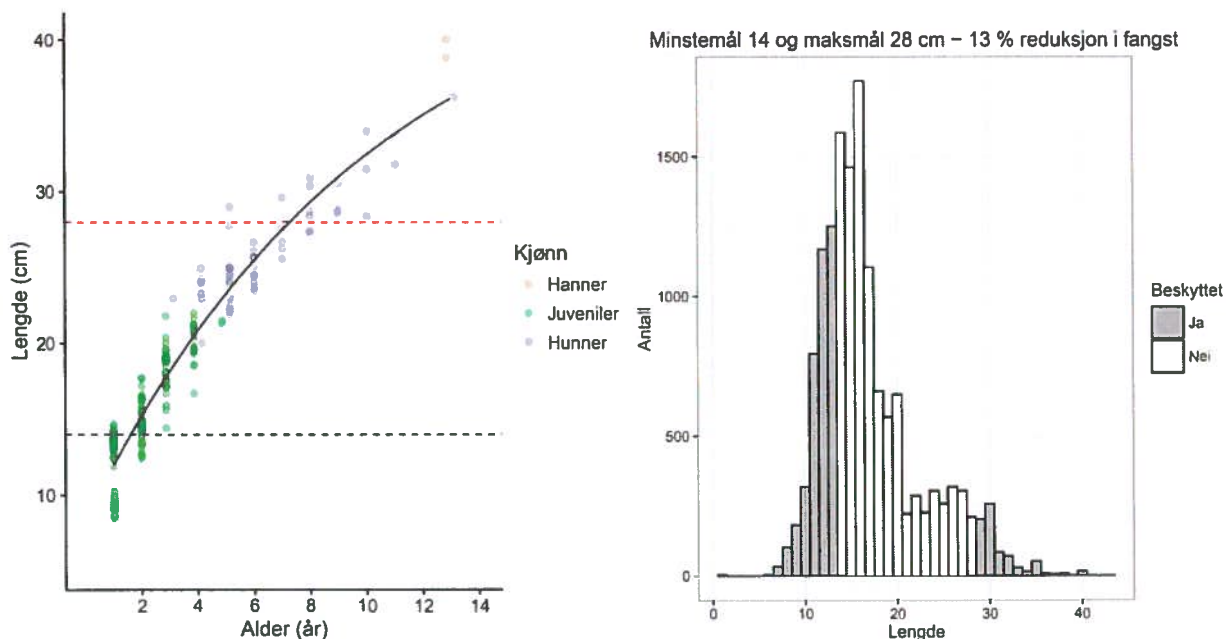 40
30
20
10
Lengde (cm)
2 4 6 8 10 12 14
Alder (år)
Kjønn
Hanner
Juveniler
Hunner
Minstemål 14 og maksmål 28 cm – 13 % reduksjon i fangst
1500
1000
500
0
Antall
0 10 20 30 40
Lengde
Beskyttet
Ja
Nei